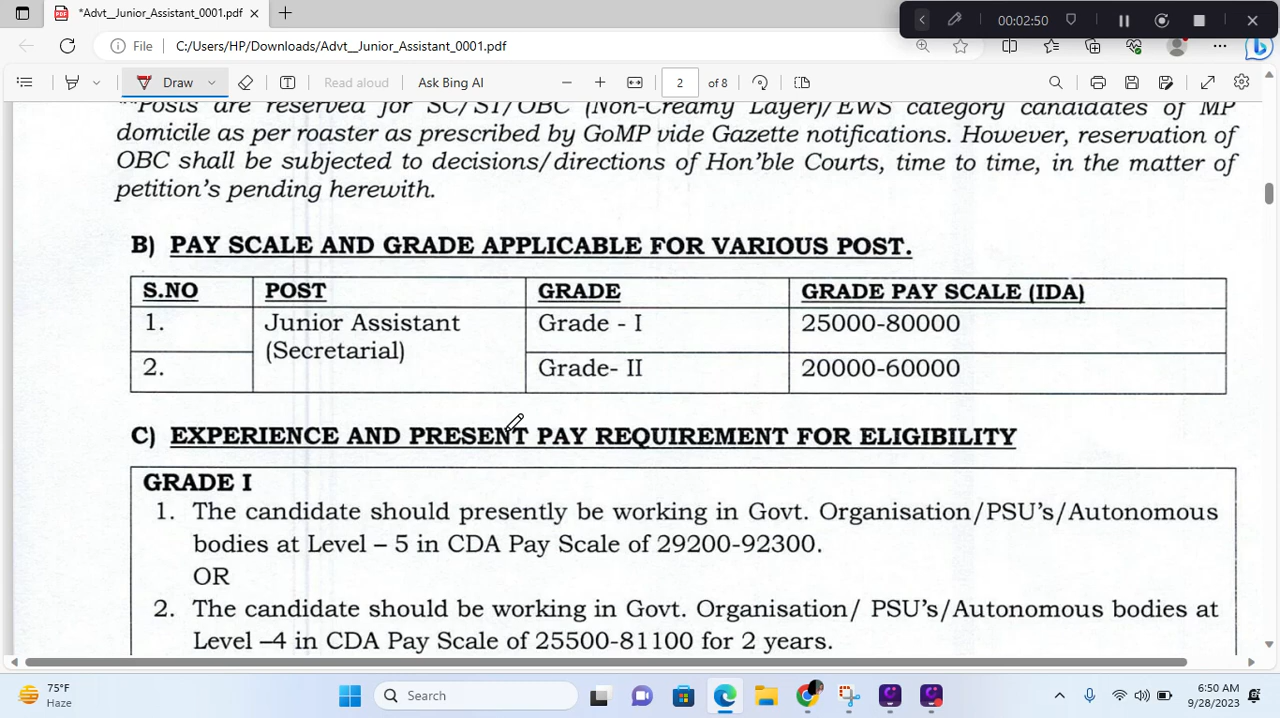 *Advt_Junior_Assistant_0001.pdf
00:02:50
File
C:/Users/HP/Downloads/Advt__Junior_Assistant_0001.pdf
Draw
Read aloud
Ask Bing AI
2
of 8
**Posts are reserved for SC/ST/OBC (Non-Creamy Layer)/EWS category candidates of MP
domicile as per roaster as prescribed by GoMP vide Gazette notifications. However, reservation of
OBC shall be subjected to decisions/directions of Hon'ble Courts, time to time, in the matter of
petition's pending herewith.
B) PAY SCALE AND GRADE APPLICABLE FOR VARIOUS POST.
S.NO POST GRADE GRADE PAY SCALE (IDA)
1. Junior Assistant Grade - I 25000-80000
(Secretarial)
2. Grade- II 20000-60000
C) EXPERIENCE AND PRESENT PAY REQUIREMENT FOR ELIGIBILITY
GRADE I
1. The candidate should presently be working in Govt. Organisation/PSU's/Autonomous
bodies at Level – 5 in CDA Pay Scale of 29200-92300.
OR
2. The candidate should be working in Govt. Organisation/ PSU's/Autonomous bodies at
Level –4 in CDA Pay Scale of 25500-81100 for 2 years.
75°F
Haze
Search
6:50 AM
9/28/2023